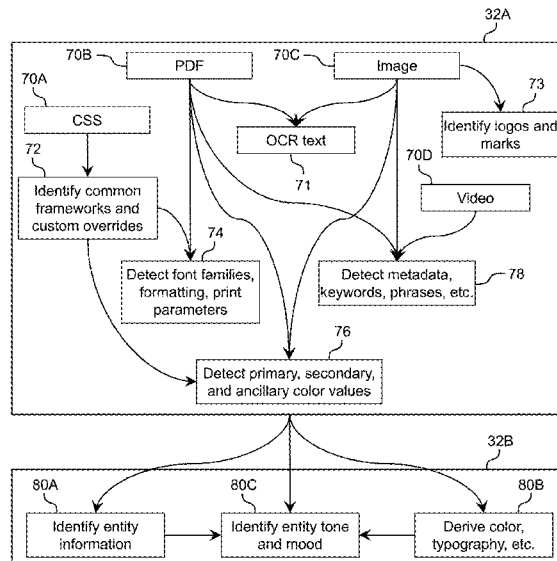 32A
70B
PDF
70C
Image
73
70A
CSS
OCR text
71
Identify logos and
marks
72
Identify common
frameworks and
custom overrides
70D
Video
74
Detect font families,
formatting, print
parameters
Detect metadata,
keywords, phrases, etc.
78
76
Detect primary, secondary,
and ancillary color values
32B
80A
Identify entity
information
80C
Identify entity tone
and mood
80B
Derive color,
typography, etc.